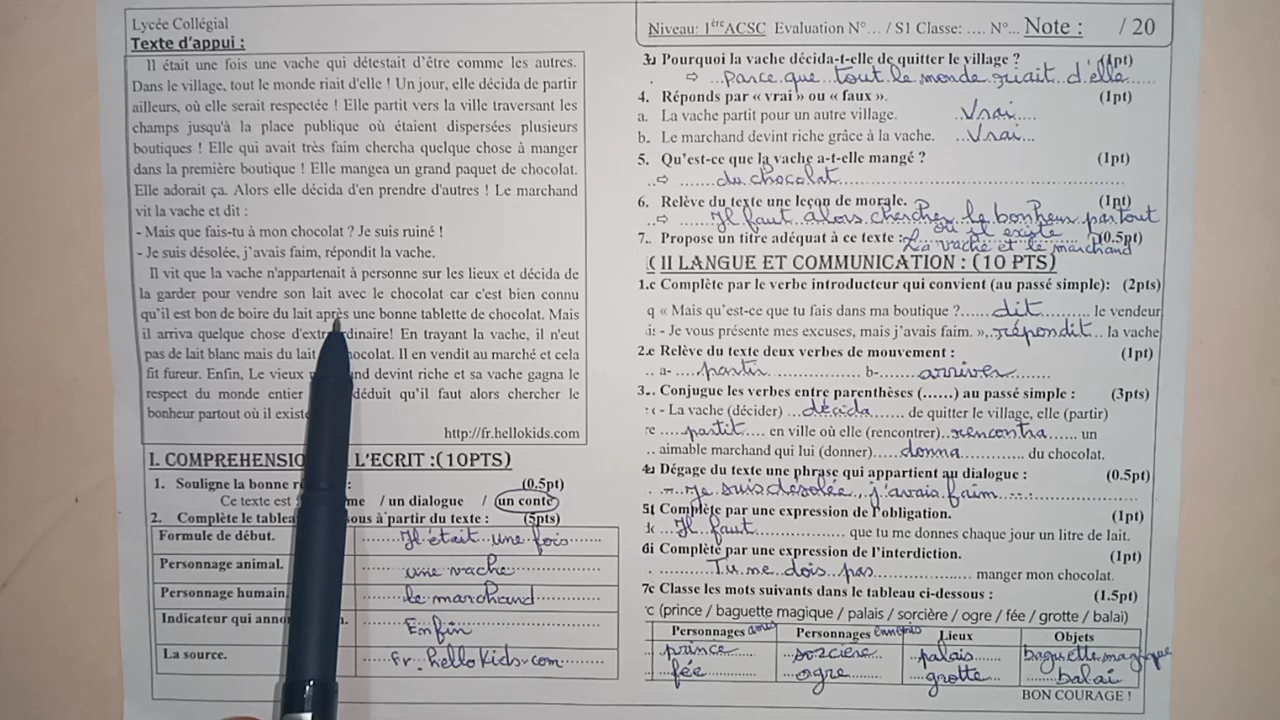 Lycée Collégial
Texte d'appui :
Il était une fois une vache qui détestait d'être comme les autres.
Dans le village, tout le monde riait d'elle ! Un jour, elle décida de partir
ailleurs, où elle serait respectée ! Elle partit vers la ville traversant les
champs jusqu'à la place publique où étaient dispersées plusieurs
boutiques ! Elle qui avait très faim chercha quelque chose à manger
dans la première boutique ! Elle mangea un grand paquet de chocolat.
Elle adorait ça. Alors elle décida d'en prendre d'autres ! Le marchand
vit la vache et dit :
- Mais que fais-tu à mon chocolat ? Je suis ruiné !
- Je suis désolée, j'avais faim, répondit la vache.
Il vit que la vache n'appartenait à personne sur les lieux et décida de
la garder pour vendre son lait avec le chocolat car c'est bien connu
qu'il est bon de boire du lait après une bonne tablette de chocolat. Mais
il arriva quelque chose d'extraordinaire! En trayant la vache, il n'eut
pas de lait blanc mais du lait chocolat. Il en vendit au marché et cela
fit fureur. Enfin, Le vieux marchand devint riche et sa vache gagna le
respect du monde entier déduit qu'il faut alors chercher le
bonheur partout où il existe
http://fr.hellokids.com
I. COMPREHENSION L'ECRIT :(10PTS)
1. Souligne la bonne : (0.5pt)
Ce texte est : me / un dialogue / un conte
2. Complète le tableau sous à partir du texte : (5pts)
Formule de début. Il était une fois
Personnage animal. une vache
Personnage humain. le marchand
Indicateur qui Enfin
La source. fr.hellokids.com
Niveau: 1ère ACSC Evaluation N°... / S1 Classe: .... N°... Note : / 20
3. Pourquoi la vache décida-t-elle de quitter le village ? (1pt)
⇨ parce que tout le monde riait d'elle
4. Réponds par « vrai » ou « faux ». (1pt)
a. La vache partit pour un autre village. Vrai
b. Le marchand devint riche grâce à la vache. Vrai
5. Qu'est-ce que la vache a-t-elle mangé ? (1pt)
⇨ du chocolat
6. Relève du texte une leçon de morale. (1pt)
⇨ Il faut alors chercher le bonheur partout
où il existe
7. Propose un titre adéquat à ce texte : La vache et le marchand (0.5pt)
II LANGUE ET COMMUNICATION : (10 PTS)
1. Complète par le verbe introducteur qui convient (au passé simple): (2pts)
« Mais qu'est-ce que tu fais dans ma boutique ?...... dit ......... le vendeur
- Je vous présente mes excuses, mais j'avais faim. », répondit.. la vache
2. Relève du texte deux verbes de mouvement : (1pt)
a- partir b- arriver
3. Conjugue les verbes entre parenthèses (......) au passé simple : (3pts)
- La vache (décider) ...décida....... de quitter le village, elle (partir)
partit en ville où elle (rencontrer)..rencontra...... un
aimable marchand qui lui (donner).....donna............. du chocolat.
4. Dégage du texte une phrase qui appartient au dialogue : (0.5pt)
- Je suis désolée, j'avais faim
5 Complète par une expression de l'obligation. (1pt)
Il faut que tu me donnes chaque jour un litre de lait.
6 Complète par une expression de l'interdiction. (1pt)
Tu ne dois pas manger mon chocolat.
7 Classe les mots suivants dans le tableau ci-dessous : (1.5pt)
(prince / baguette magique / palais / sorcière / ogre / fée / grotte / balai)
Personnages amis Personnages ennemis Lieux Objets
prince sorcière palais baguette magique
fée ogre grotte balai
BON COURAGE !